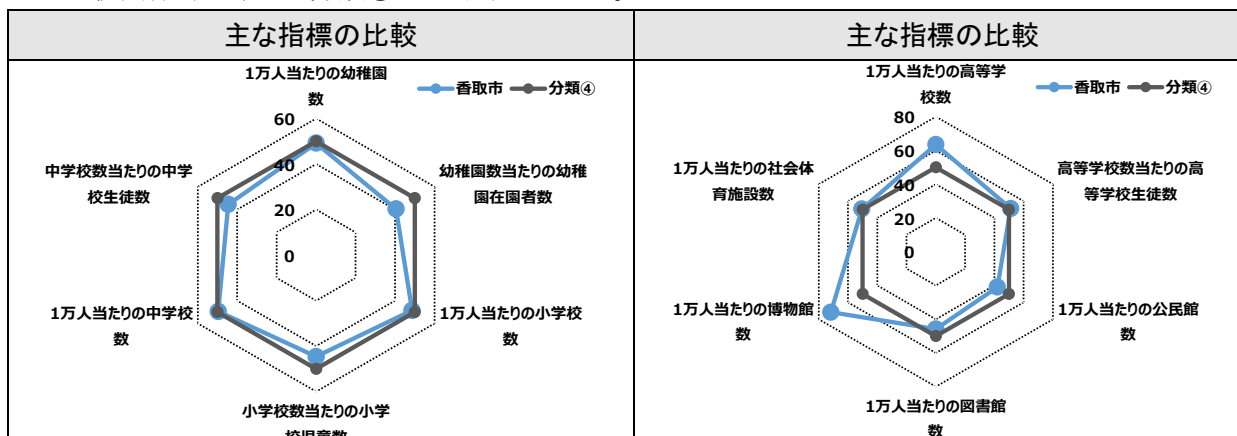 主な指標の比較
1万人当たりの幼稚園
数
香取市
分類④
60
40
20
0
幼稚園数当たりの幼稚
園在園者数
1万人当たりの小学校
数
小学校数当たりの小学
校児童数
1万人当たりの中学校
数
中学校数当たりの中学
校生徒数
主な指標の比較
1万人当たりの高等学
校数
香取市
分類④
80
60
40
20
0
高等学校数当たりの高
等学校生徒数
1万人当たりの公民館
数
1万人当たりの図書館
数
1万人当たりの博物館
数
1万人当たりの社会体
育施設数